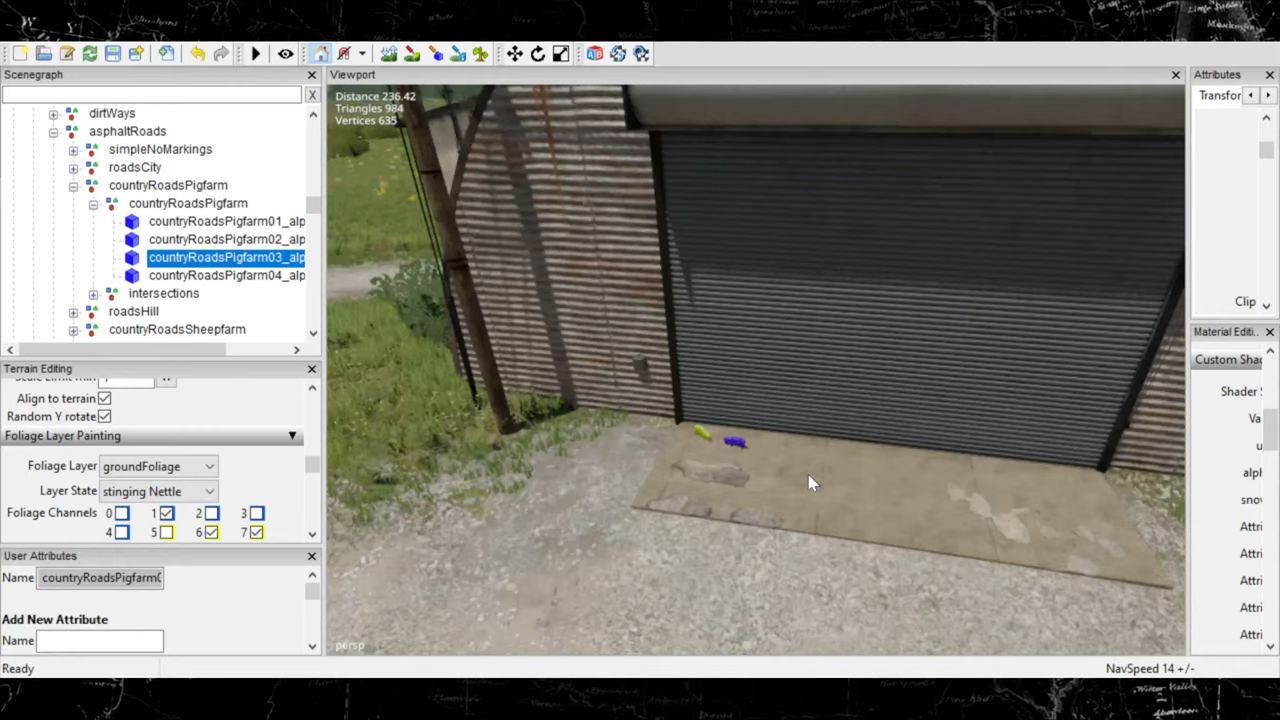 Scenegraph
X
Viewport
Attributes
Distance 236.42
Triangles 984
Vertices 635
Transfor
dirtWays
asphaltRoads
simpleNoMarkings
roadsCity
countryRoadsPigfarm
countryRoadsPigfarm
countryRoadsPigfarm01_alp
countryRoadsPigfarm02_alp
countryRoadsPigfarm03_alp
countryRoadsPigfarm04_alp
intersections
roadsHill
countryRoadsSheepfarm
Clip
Material Editi..
Custom Shad
Shader S
Va
u
alph
snov
Attri
Attri
Attri
Attri
Attri
Terrain Editing
Scale Limit min
Align to terrain
Random Y rotate
Foliage Layer Painting
Foliage Layer groundFoliage
Layer State stinging Nettle
Foliage Channels 0 1 2 3
4 5 6 7
User Attributes
Name countryRoadsPigfarm0
Add New Attribute
Name
persp
Ready
NavSpeed 14 +/-